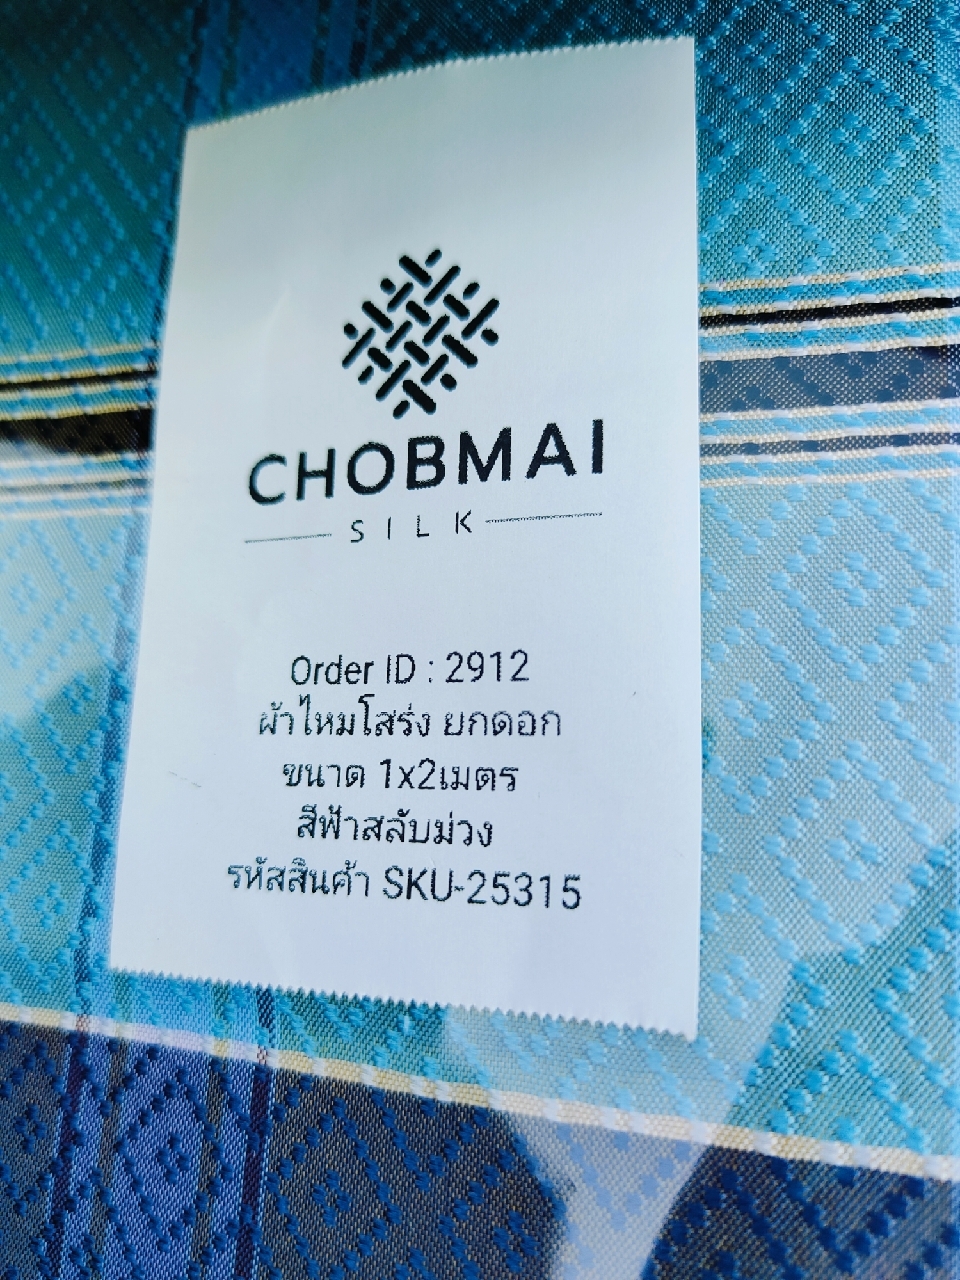 CHOBMAI
SILK
Order ID : 2912
ผ้าไหมโสร่ง ยกดอก
ขนาด 1x2เมตร
สีฟ้าสลับม่วง
รหัสสินค้า SKU-25315